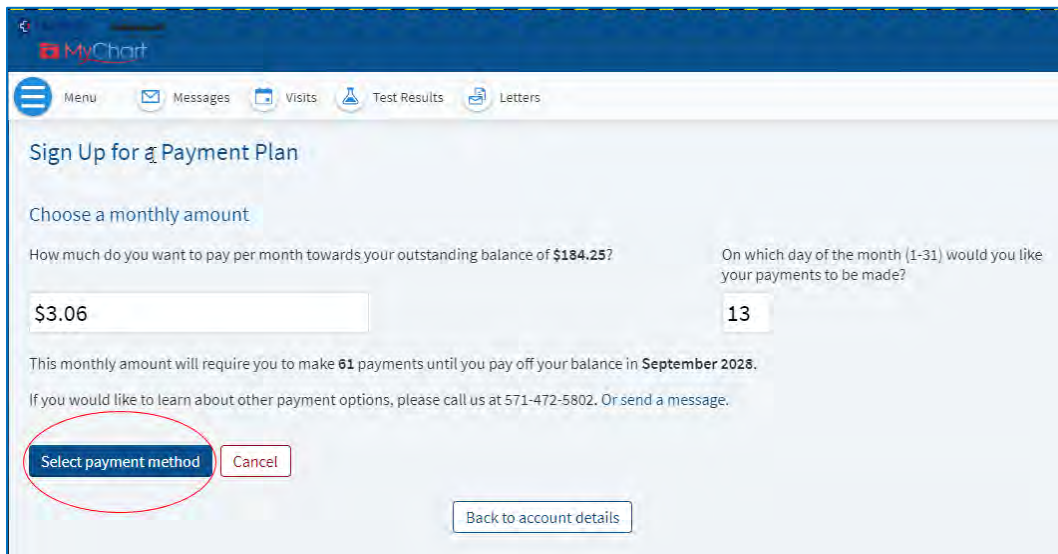 MyChart
Menu Messages Visits Test Results Letters
Sign Up for a Payment Plan
Choose a monthly amount
How much do you want to pay per month towards your outstanding balance of $184.25?
On which day of the month (1-31) would you like
your payments to be made?
$3.06
13
This monthly amount will require you to make 61 payments until you pay off your balance in September 2028.
If you would like to learn about other payment options, please call us at 571-472-5802. Or send a message.
Select payment method Cancel
Back to account details